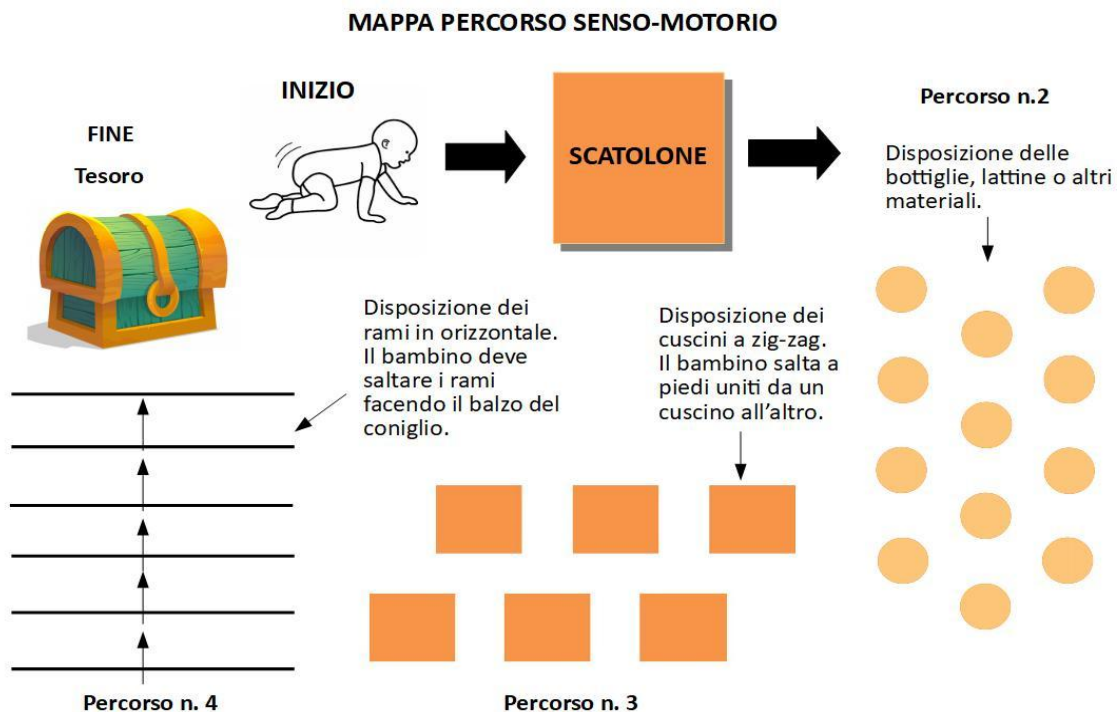 MAPPA PERCORSO SENSO-MOTORIO
INIZIO
FINE
Tesoro
SCATOLONE
Percorso n.2
Disposizione delle
bottiglie, lattine o altri
materiali.
Disposizione dei
rami in orizzontale.
Il bambino deve
saltare i rami
facendo il balzo del
coniglio.
Disposizione dei
cuscini a zig-zag.
Il bambino salta a
piedi uniti da un
cuscino all’altro.
Percorso n. 4
Percorso n. 3